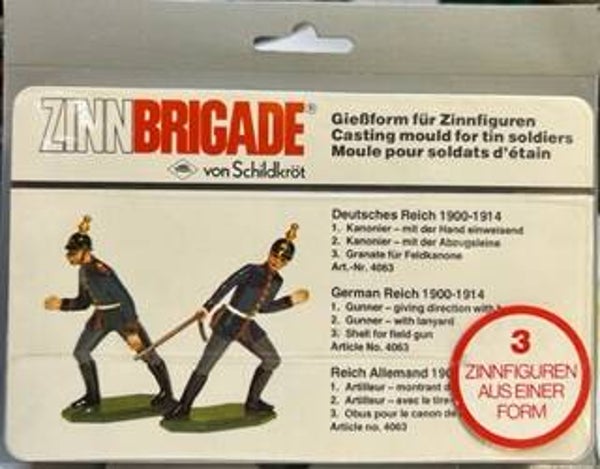 ZINNBRIGADE®
von Schildkröt
Gießform für Zinnfiguren
Casting mould for tin soldiers
Moule pour soldats d'étain
Deutsches Reich 1900-1914
1. Kanonier – mit der Hand einweisend
2. Kanonier – mit der Abzugsleine
3. Granate für Feldkanone
Art.-Nr. 4063
German Reich 1900-1914
1. Gunner – giving direction with
2. Gunner – with lanyard
3. Shell for field gun
Article No. 4063
Reich Allemand 190
1. Artilleur – montrant
2. Artilleur – avec le tire
3. Obus pour le canon de
Article no. 4063
3
ZINNFIGUREN
AUS EINER
FORM